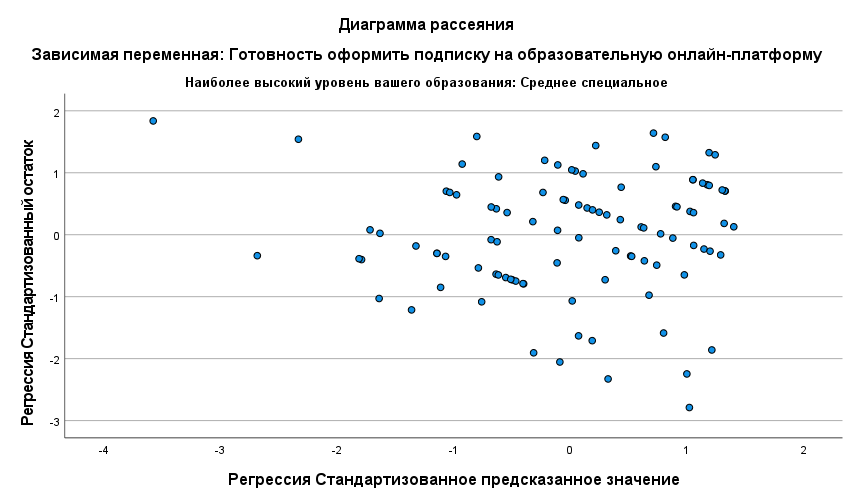 Диаграмма рассеяния
Зависимая переменная: Готовность оформить подписку на образовательную онлайн-платформу
Наиболее высокий уровень вашего образования: Среднее специальное
Регрессия Стандартизованный остаток
2
1
0
-1
-2
-3
-4 -3 -2 -1 0 1 2
Регрессия Стандартизованное предсказанное значение